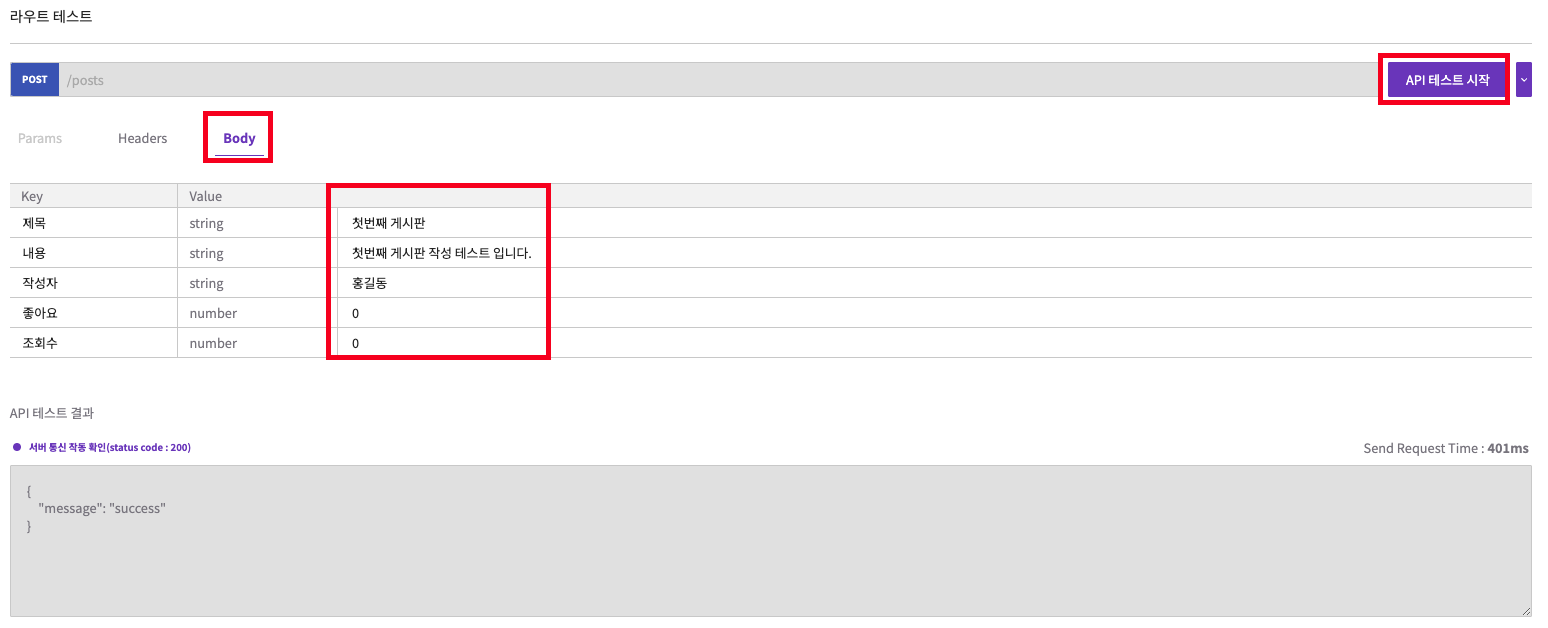 라우트 테스트
POST /posts API 테스트 시작
Params Headers Body
Key Value
제목 string 첫번째 게시판
내용 string 첫번째 게시판 작성 테스트 입니다.
작성자 string 홍길동
좋아요 number 0
조회수 number 0
API 테스트 결과
서버 통신 작동 확인(status code : 200) Send Request Time : 401ms
{
"message": "success"
}